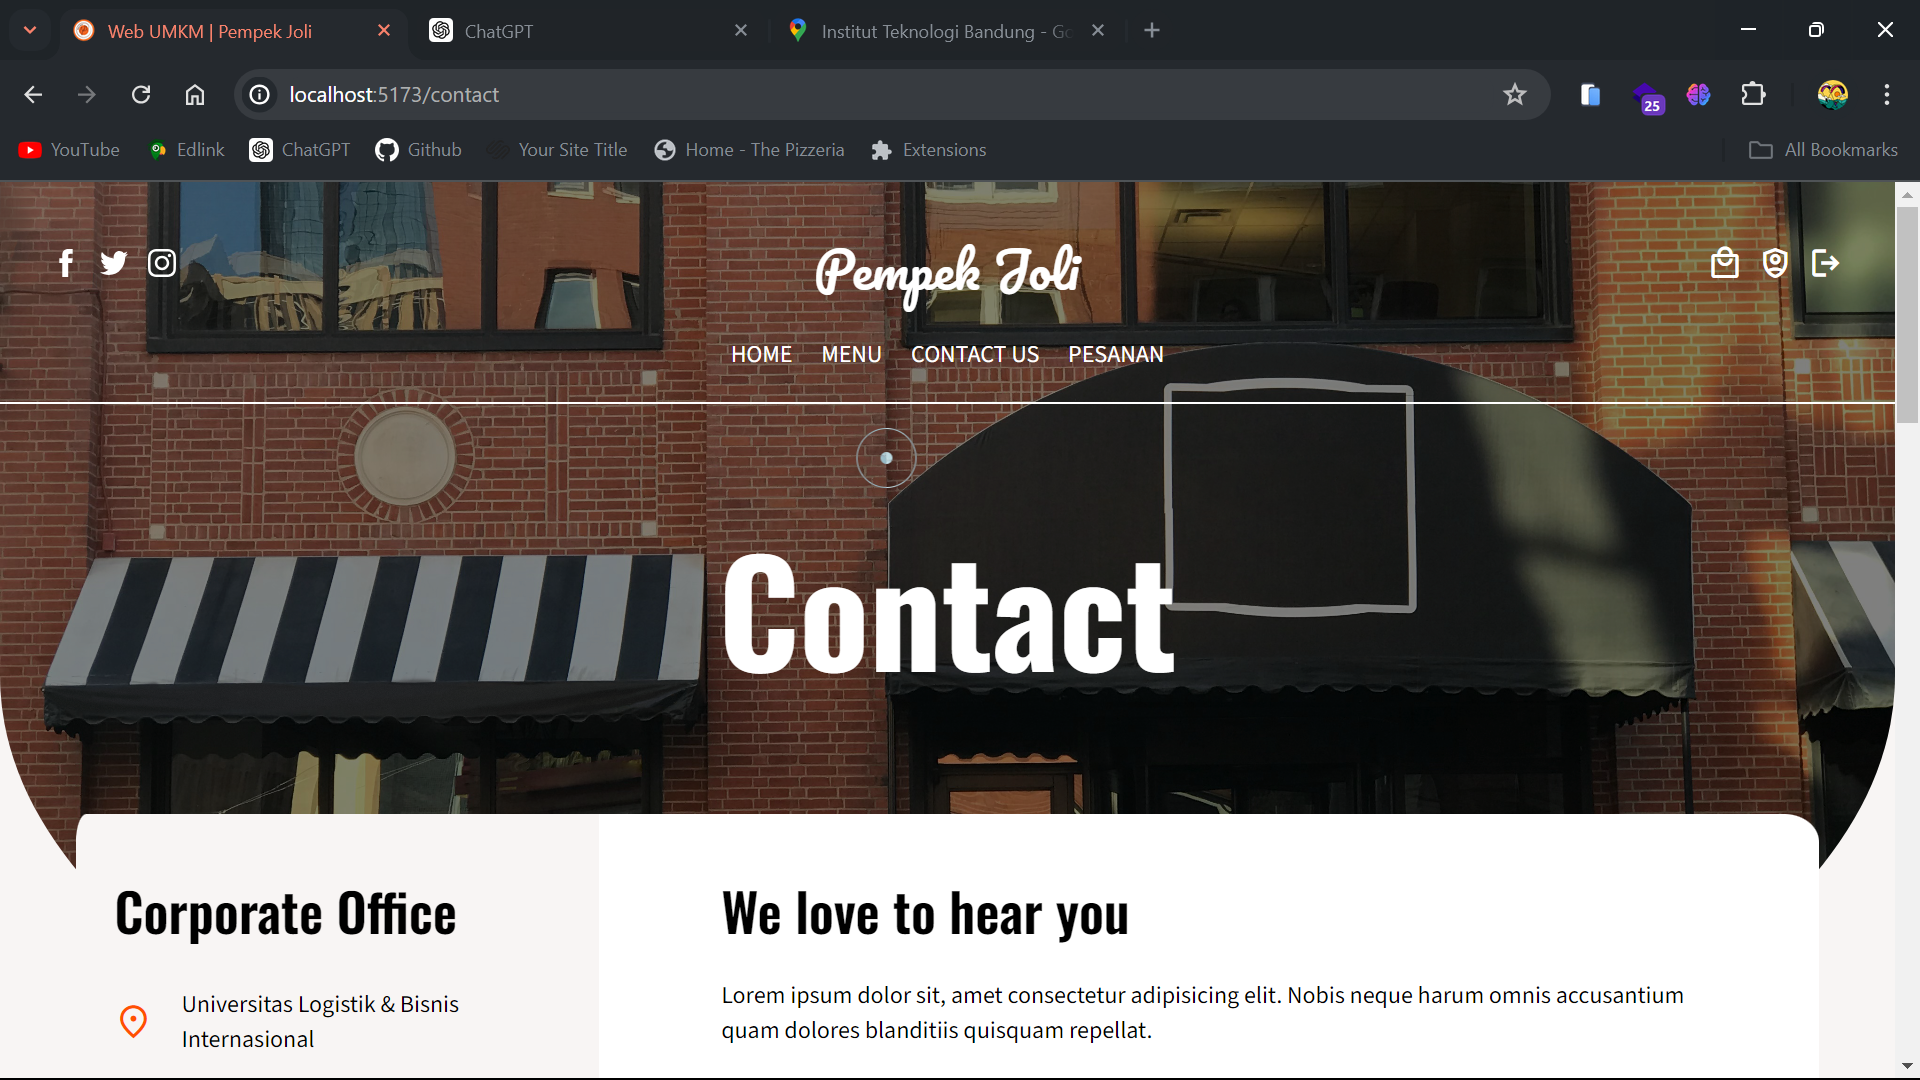 Web UMKM | Pempek Joli
ChatGPT
Institut Teknologi Bandung - Go
localhost:5173/contact
25
YouTube
Edlink
ChatGPT
Github
Your Site Title
Home - The Pizzeria
Extensions
All Bookmarks
Pempek Joli
HOME MENU CONTACT US PESANAN
Contact
Corporate Office
Universitas Logistik & Bisnis
Internasional
We love to hear you
Lorem ipsum dolor sit, amet consectetur adipisicing elit. Nobis neque harum omnis accusantium
quam dolores blanditiis quisquam repellat.